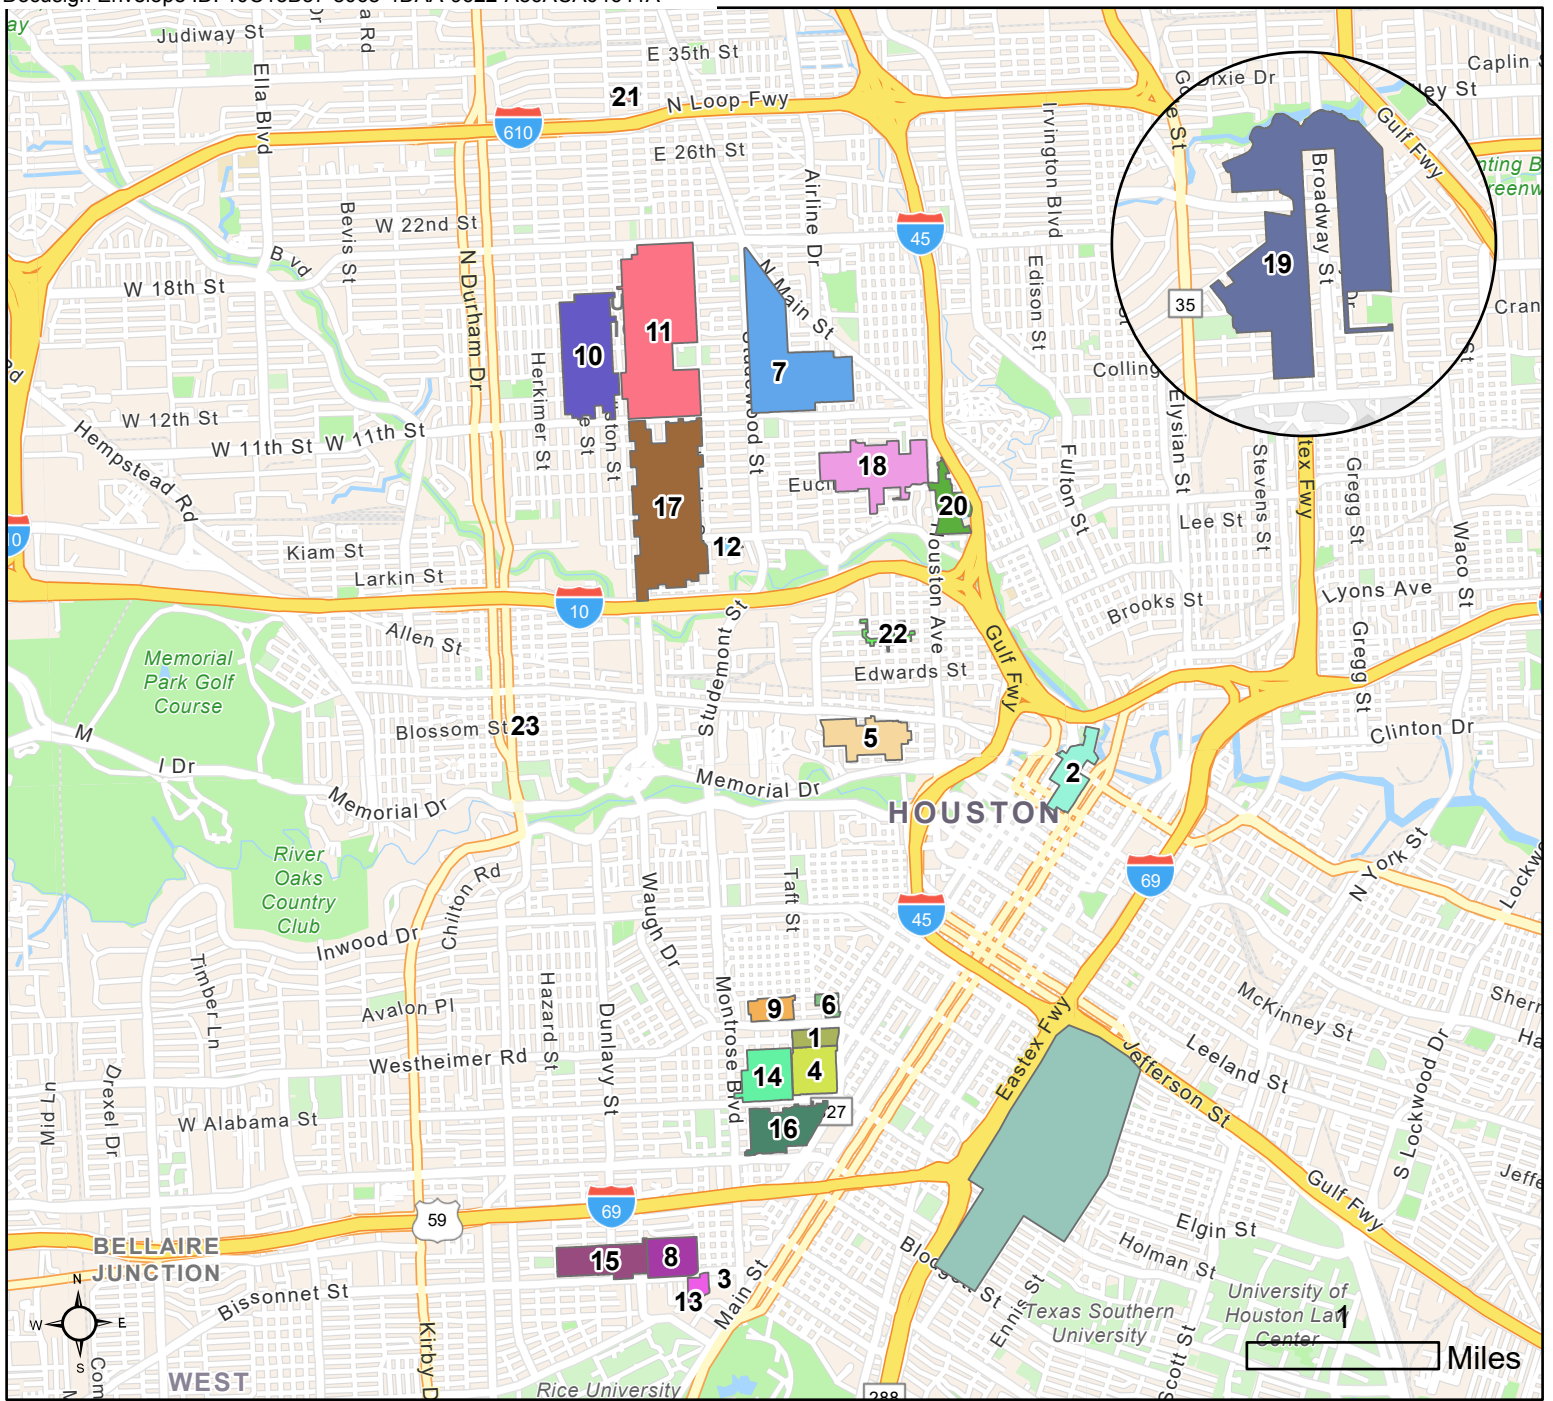 Judiway St
E 35th St
Ella Blvd
21
N Loop Fwy
610
E 26th St
Airline Dr
Irvington Blvd
Dixie Dr
Caplin
Gulf Fwy
Broadway St
19
35
Bevis St
W 22nd St
N Durham Dr
45
W 18th St
N Main St
Edison St
Cran
10
11
7
Herkimer St
Colling
W 12th St
W 11th St
W 11th St
Hempstead Rd
Elysian St
Fulton St
Stevens St
Gregg St
18
17
20
12
Lee St
Waco St
Kiam St
Larkin St
10
Houston Ave
Lyons Ave
Brooks St
Allen St
Studemont St
22
Edwards St
Gulf Fwy
Gregg St
Memorial
Park Golf
Course
Blossom St
23
5
Clinton Dr
M
l Dr
Memorial Dr
Memorial Dr
2
HOUSTON
River
Oaks
Country
Club
Chilton Rd
Waugh Dr
Taft St
69
N York St
45
Inwood Dr
Timber Ln
Avalon Pl
Hazard St
Dunlavy St
Montrose Blvd
9
6
1
14
4
16
27
Westheimer Rd
Eastex Fwy
McKinney St
Leeland St
Jefferson St
S Lockwood Dr
Mid Ln
Drexel Dr
W Alabama St
Gulf Fwy
59
69
BELLAIRE
JUNCTION
15
8
3
13
Main St
Elgin St
Holman St
Bissonnet St
Ennis St
Texas Southern
University
University of
Houston Law
Center
N
W
E
S
Kirby D
WEST
Rice University
288
Scott St
1
Miles